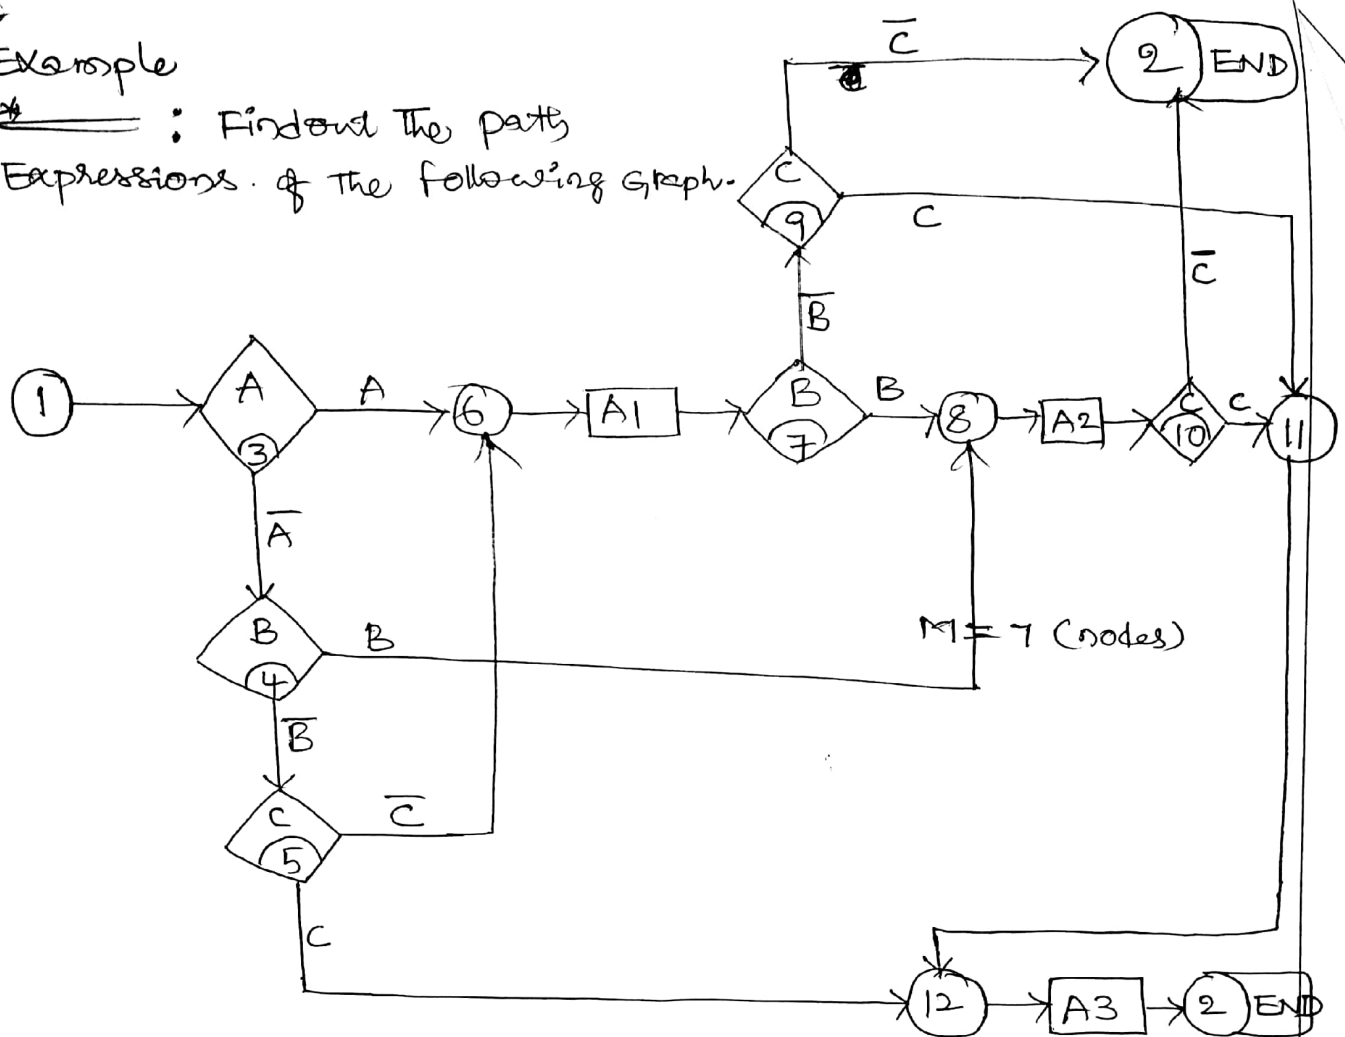 Example
: Findout The path
Expressions. of The following Graph.
C̅
2 END
C
9
C
C̅
B̅
1
A
3
A
6
A1
B
7
B
8
A2
C
10
C
11
A̅
B
4
B
M = 7 (nodes)
B̅
C
5
C̅
C
12
A3
2 END